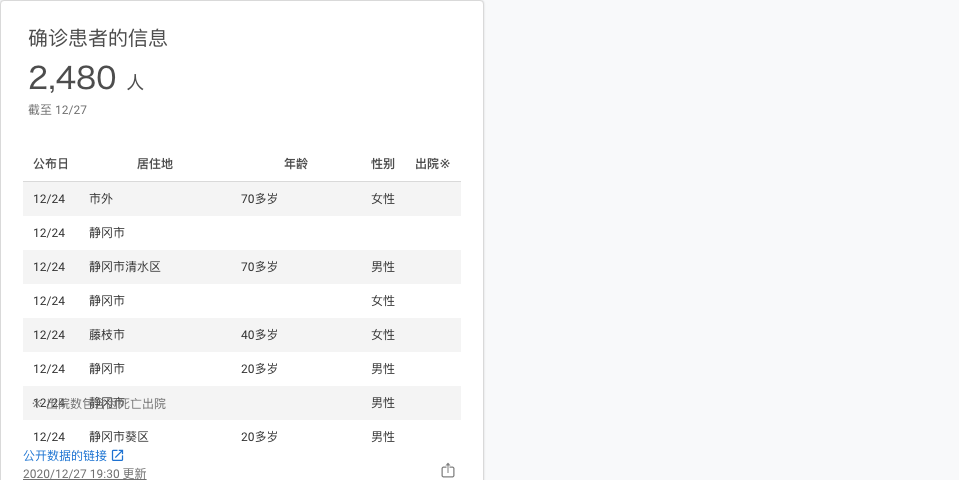 确诊患者的信息
2,480 人
截至 12/27
公布日 居住地 年龄 性别 出院※
12/24 市外 70多岁 女性
12/24 静冈市
12/24 静冈市清水区 70多岁 男性
12/24 静冈市 女性
12/24 藤枝市 40多岁 女性
12/24 静冈市 20多岁 男性
12/24 静冈市 男性
死亡出院
12/24 静冈市葵区 20多岁 男性
公开数据的链接
2020/12/27 19:30 更新